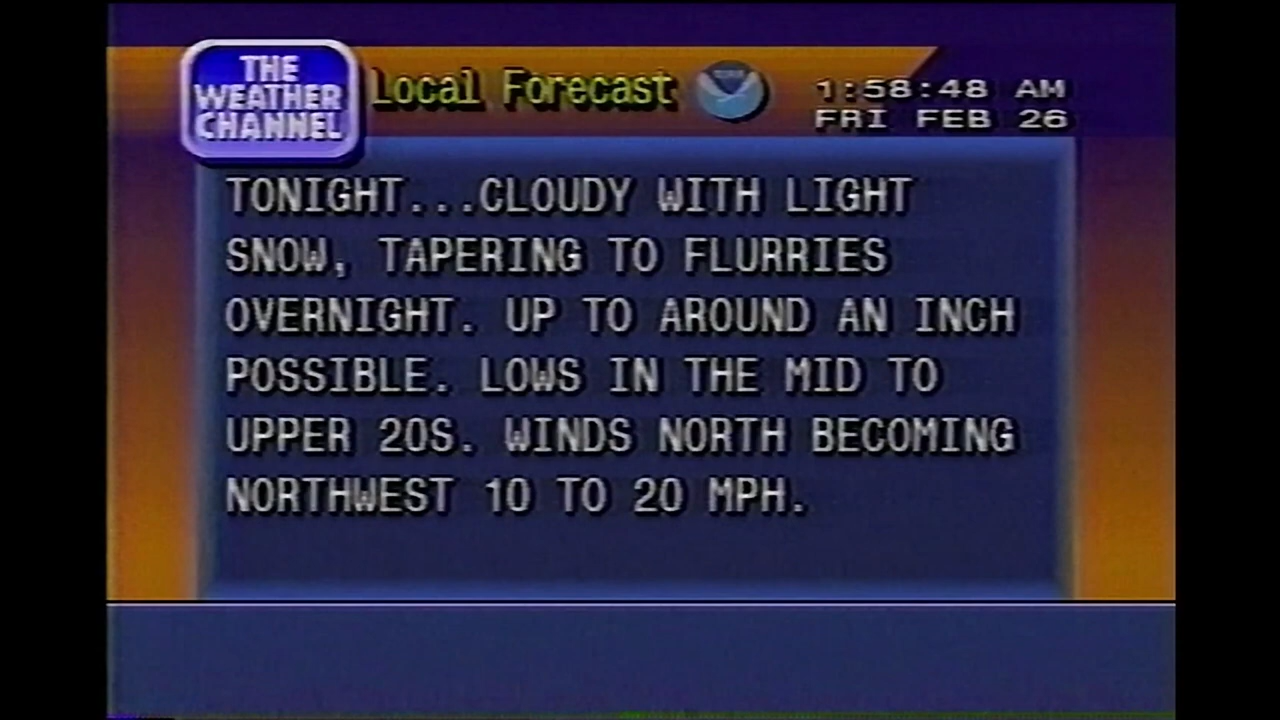 THE
WEATHER
CHANNEL
Local Forecast
1:58:48 AM
FRI FEB 26
TONIGHT...CLOUDY WITH LIGHT
SNOW, TAPERING TO FLURRIES
OVERNIGHT. UP TO AROUND AN INCH
POSSIBLE. LOWS IN THE MID TO
UPPER 20S. WINDS NORTH BECOMING
NORTHWEST 10 TO 20 MPH.